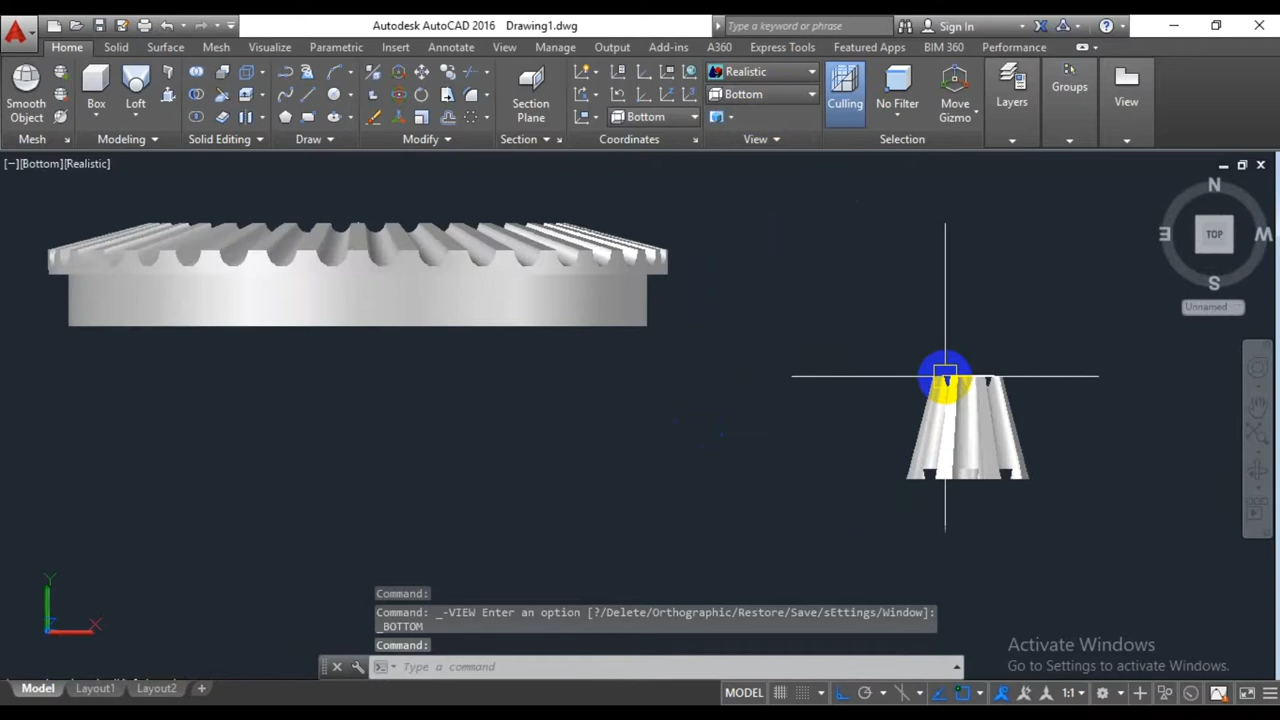 Autodesk AutoCAD 2016 Drawing1.dwg
Type a keyword or phrase
Sign In
Home Solid Surface Mesh Visualize Parametric Insert Annotate View Manage Output Add-ins A360 Express Tools Featured Apps BIM 360 Performance
Smooth Object
Box
Loft
Section Plane
Realistic
Bottom
Bottom
Culling
No Filter
Move Gizmo
Layers
Groups
View
Mesh Modeling Solid Editing Draw Modify Section Coordinates View Selection
[−][Bottom][Realistic]
N
E TOP W
S
Unnamed
Y
X
Command:
Command: _-VIEW Enter an option [?/Delete/Orthographic/Restore/Save/sEttings/Window]:
_BOTTOM
Command:
Type a command
Activate Windows
Go to Settings to activate Windows.
Model Layout1 Layout2 +
MODEL 1:1